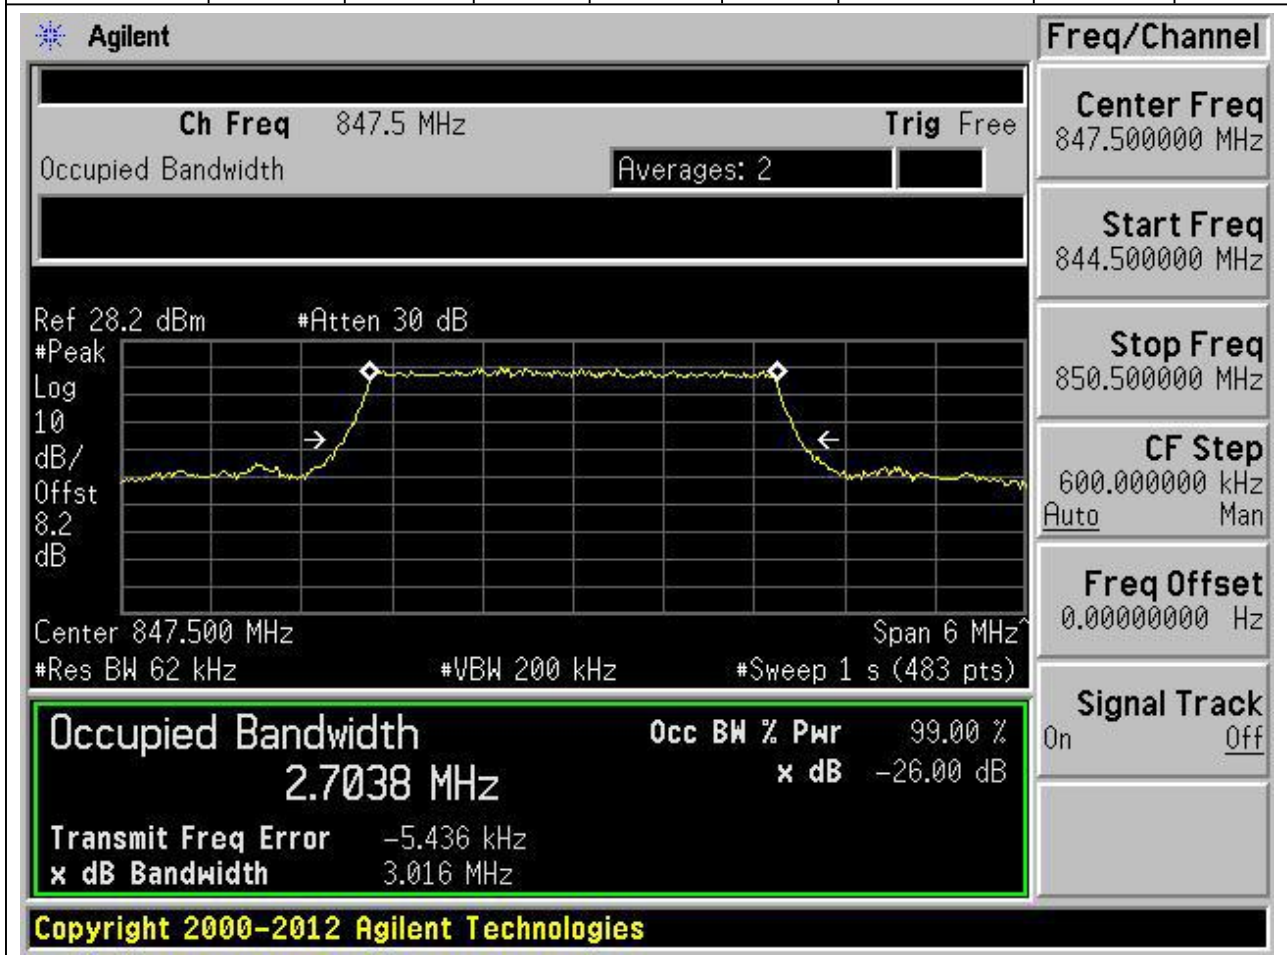 Agilent
Freq/Channel
Ch Freq 847.5 MHz Trig Free
Occupied Bandwidth Averages: 2
Center Freq
847.500000 MHz
Start Freq
844.500000 MHz
Stop Freq
850.500000 MHz
CF Step
600.000000 kHz
Auto Man
Freq Offset
0.00000000 Hz
Signal Track
On Off
Ref 28.2 dBm #Atten 30 dB
#Peak
Log
10
dB/
Offst
8.2
dB
Center 847.500 MHz Span 6 MHz^
#Res BW 62 kHz #VBW 200 kHz #Sweep 1 s (483 pts)
Occupied Bandwidth Occ BW % Pwr 99.00 %
2.7038 MHz x dB -26.00 dB
Transmit Freq Error -5.436 kHz
x dB Bandwidth 3.016 MHz
Copyright 2000-2012 Agilent Technologies